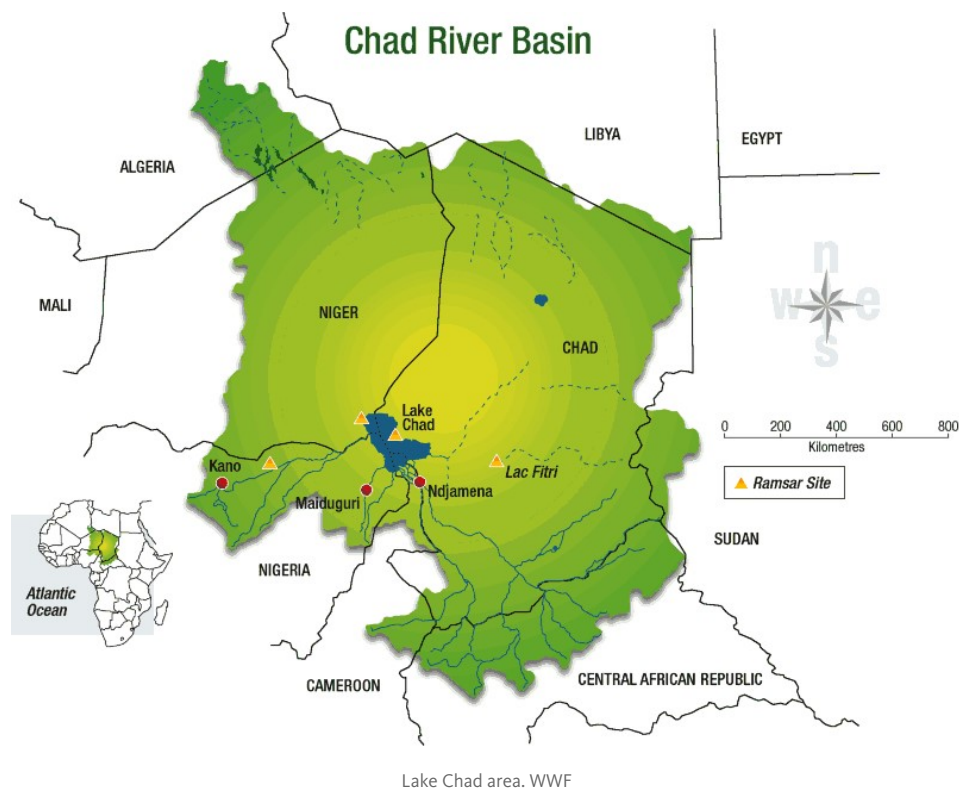 Chad River Basin
LIBYA
EGYPT
ALGERIA
n
w e
s
MALI
NIGER
CHAD
Lake
Chad
0 200 400 600 800
Kilometres
Kano
Lac Fitri
Ramsar Site
Maiduguri
Ndjamena
SUDAN
NIGERIA
Atlantic
Ocean
CAMEROON
CENTRAL AFRICAN REPUBLIC
Lake Chad area. WWF